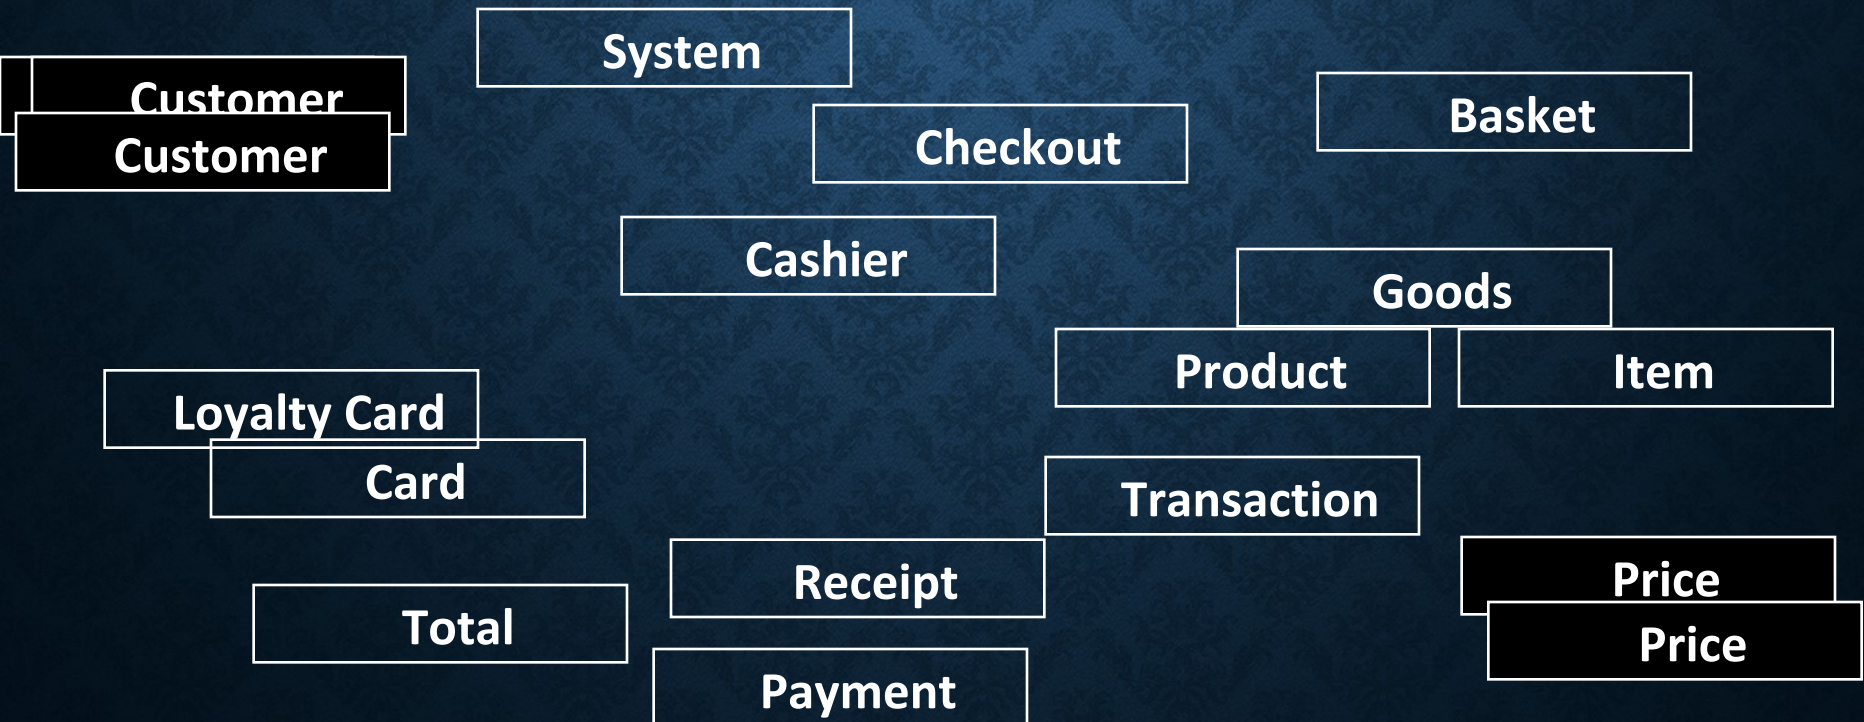 System
Customer
Basket
Checkout
Customer
Cashier
Goods
Product
Item
Loyalty Card
Card
Transaction
Receipt
Price
Total
Price
Payment